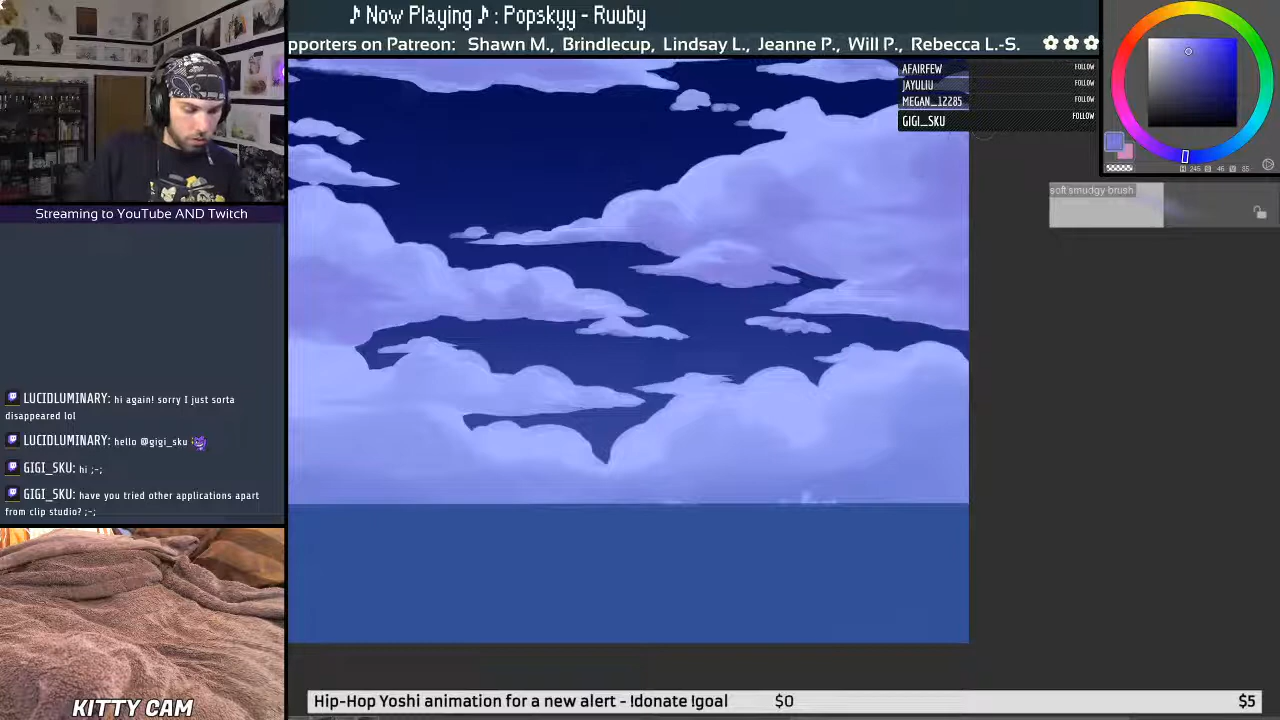 ♪ Now Playing ♪ : Popskyy - Ruuby
pporters on Patreon: Shawn M., Brindlecup, Lindsay L., Jeanne P., Will P., Rebecca L.-S. ✿ ✿ ✿
AFAIRFEW FOLLOW
JAYULIU FOLLOW
MEGAN_12285 FOLLOW
GIGI_SKU FOLLOW
soft smudgy brush
Streaming to YouTube AND Twitch
LUCIDLUMINARY: hi again! sorry I just sorta
disappeared lol
LUCIDLUMINARY: hello @gigi_sku
GIGI_SKU: hi ;-;
GIGI_SKU: have you tried other applications apart
from clip studio? ;-;
KITTY CAM
Hip-Hop Yoshi animation for a new alert - !donate !goal $0 $5